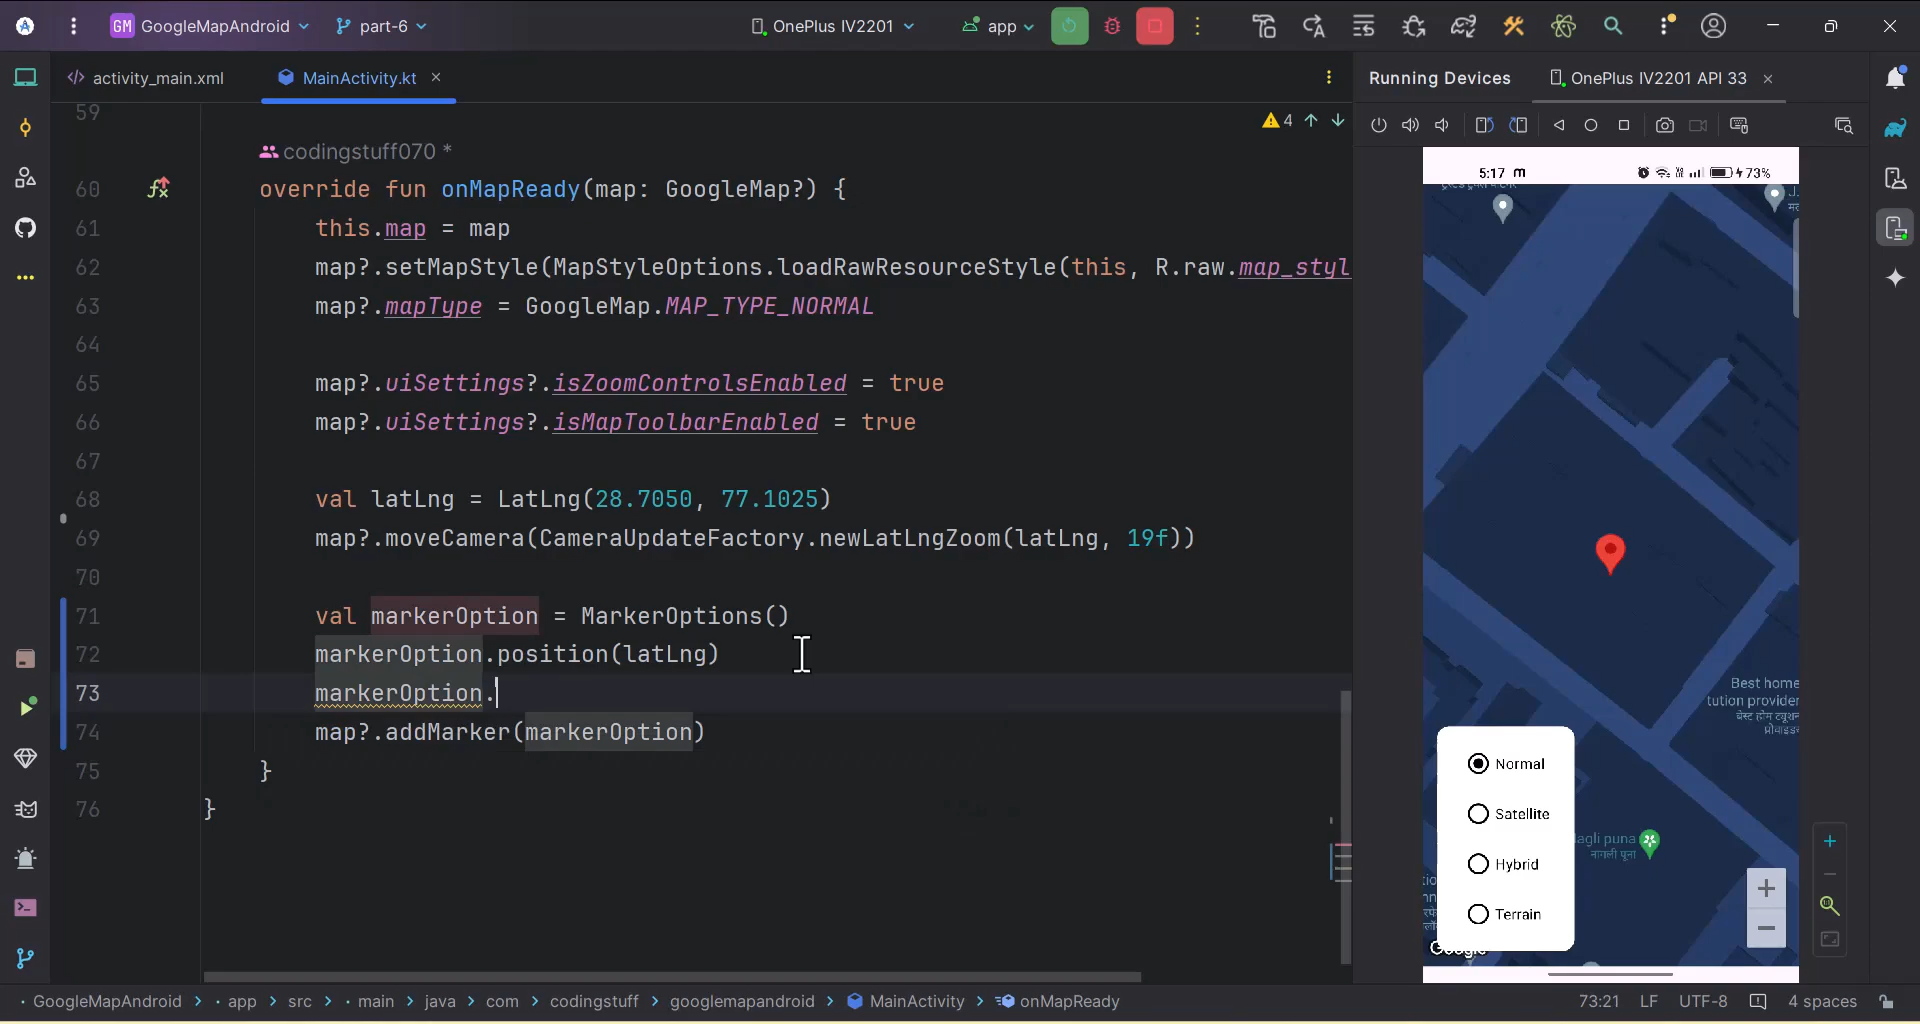 GM GoogleMapAndroid part-6 OnePlus IV2201 app
activity_main.xml MainActivity.kt
Running Devices OnePlus IV2201 API 33
4
59
codingstuff070 *
60 override fun onMapReady(map: GoogleMap?) {
61 this.map = map
62 map?.setMapStyle(MapStyleOptions.loadRawResourceStyle(this, R.raw.map_styl
63 map?.mapType = GoogleMap.MAP_TYPE_NORMAL
64
65 map?.uiSettings?.isZoomControlsEnabled = true
66 map?.uiSettings?.isMapToolbarEnabled = true
67
68 val latLng = LatLng(28.7050, 77.1025)
69 map?.moveCamera(CameraUpdateFactory.newLatLngZoom(latLng, 19f))
70
71 val markerOption = MarkerOptions()
72 markerOption.position(latLng)
73 markerOption.
74 map?.addMarker(markerOption)
75 }
76 }
5:17 m 73%
Best home
tution provider
बेस्ट होम ट्यूशन
प्रोवाइडर
Normal
Satellite
Hybrid
Terrain
lagli puna
नागली पूना
Google
GoogleMapAndroid > app > src > main > java > com > codingstuff > googlemapandroid > MainActivity > onMapReady
73:21 LF UTF-8 4 spaces